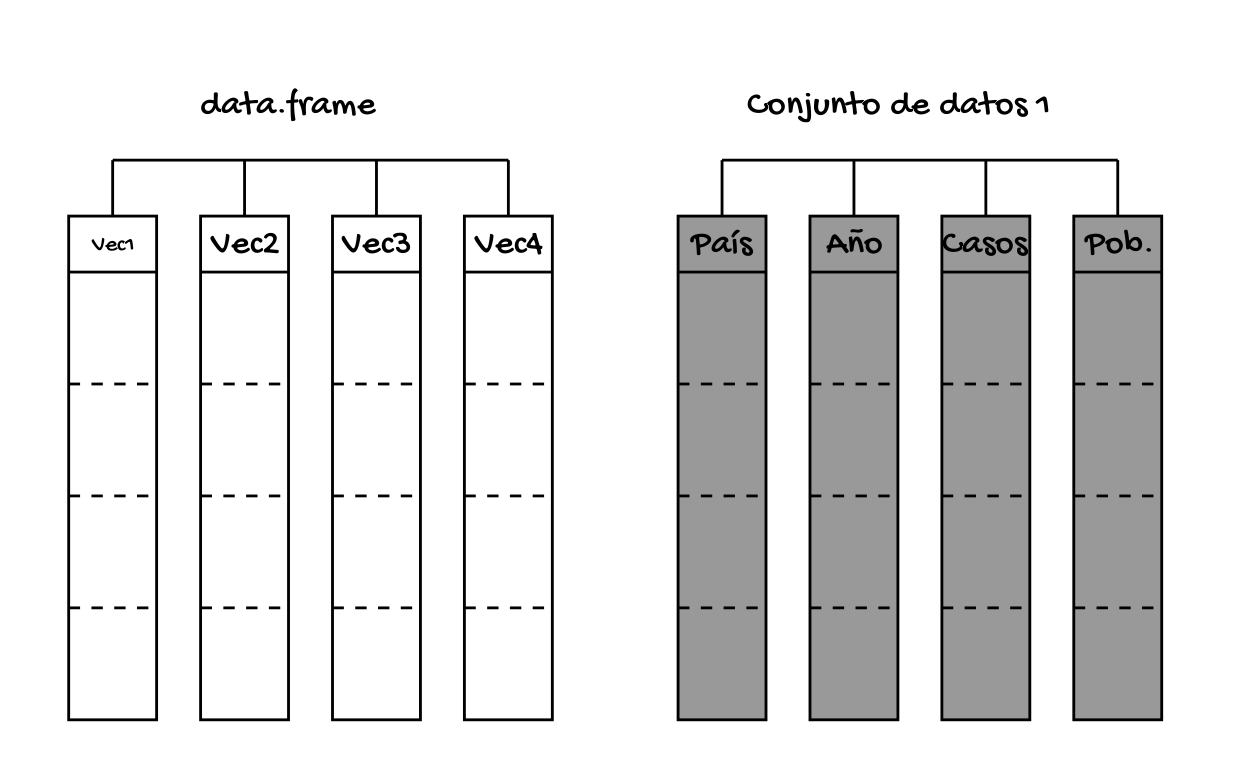 data.frame
Conjunto de datos 1
Vec1 Vec2 Vec3 Vec4
País Año Casos Pob.